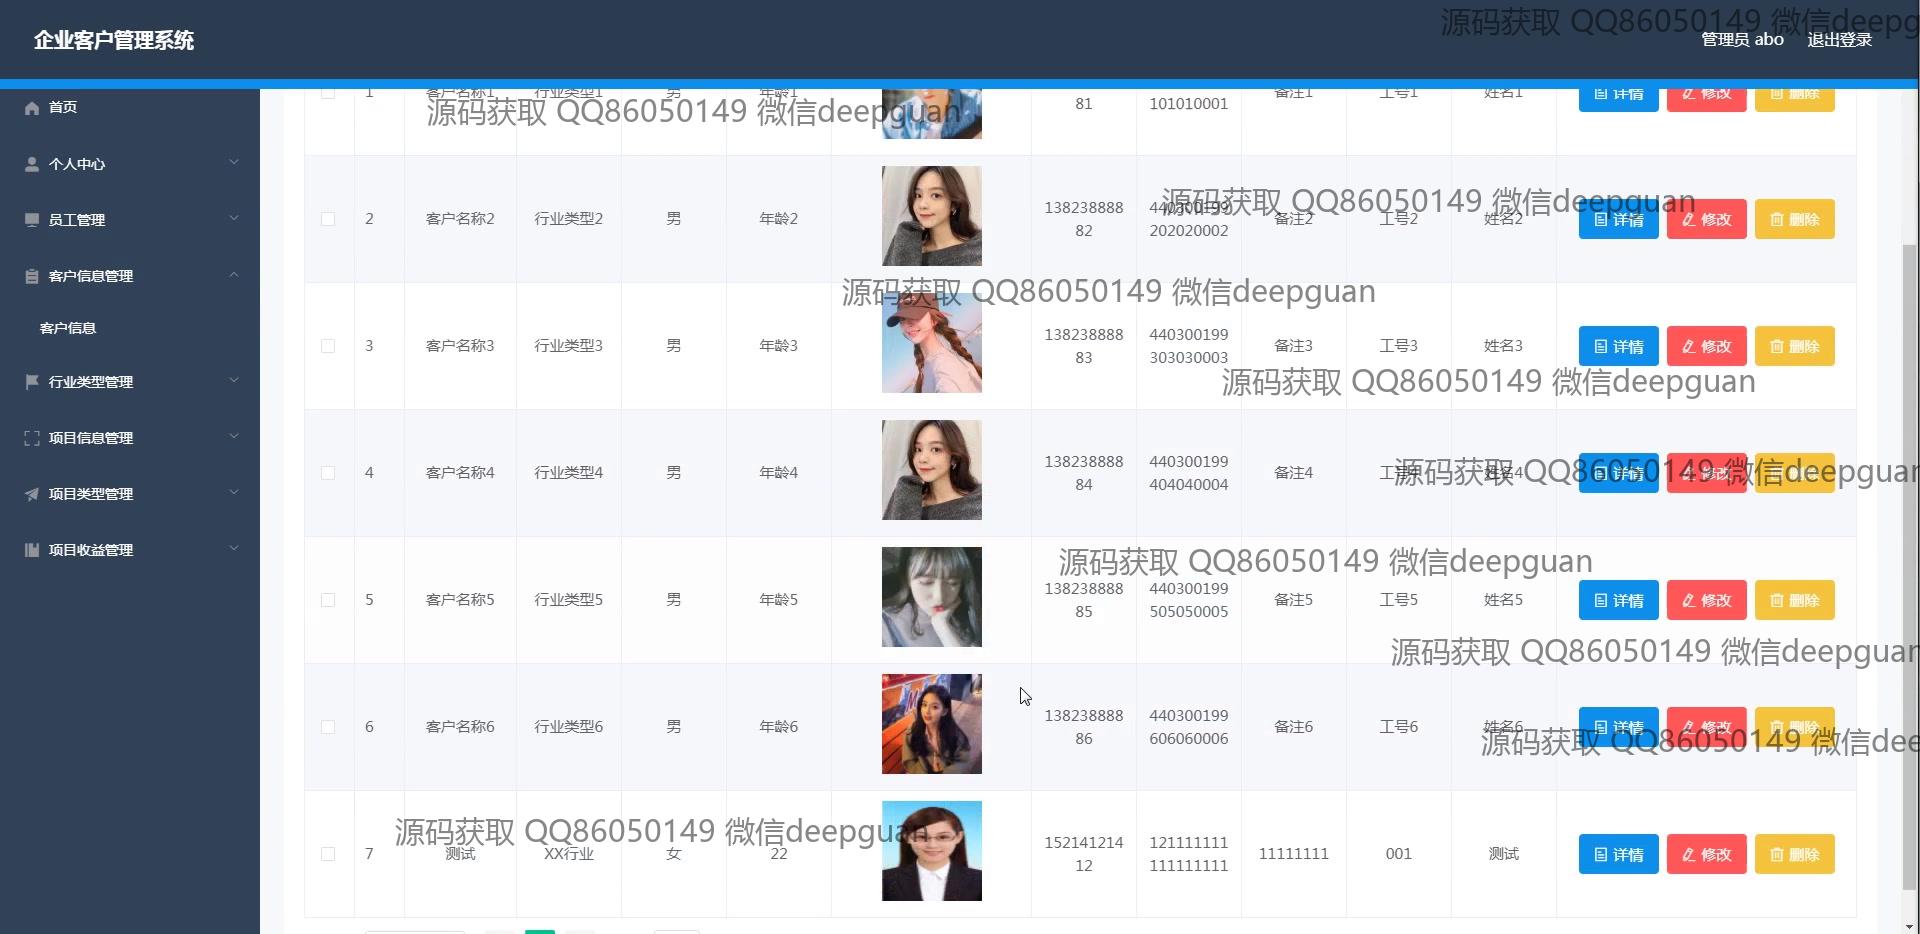 企业客户管理系统
源码获取 QQ86050149 微信deepg
管理员 abo 退出登录
首页
个人中心
员工管理
客户信息管理
客户信息
行业类型管理
项目信息管理
项目类型管理
项目收益管理
1 客户名称1 行业类型1 男 年龄1 81 101010001 备注1 工号1 姓名1 详情 修改 删除
源码获取 QQ86050149 微信deepguan
源码获取 QQ86050149 微信deepguan
2 客户名称2 行业类型2 男 年龄2 138238888 440300199 备注2 工号2 姓名2 详情 修改 删除
82 202020002
源码获取 QQ86050149 微信deepguan
3 客户名称3 行业类型3 男 年龄3 138238888 440300199 备注3 工号3 姓名3 详情 修改 删除
83 303030003
源码获取 QQ86050149 微信deepguan
4 客户名称4 行业类型4 男 年龄4 138238888 440300199 备注4 工号4 姓名4 详情 修改 删除
84 404040004
源码获取 QQ86050149 微信deepguan
源码获取 QQ86050149 微信deepguan
5 客户名称5 行业类型5 男 年龄5 138238888 440300199 备注5 工号5 姓名5 详情 修改 删除
85 505050005
源码获取 QQ86050149 微信deepguan
6 客户名称6 行业类型6 男 年龄6 138238888 440300199 备注6 工号6 姓名6 详情 修改 删除
86 606060006
源码获取 QQ86050149 微信dee
源码获取 QQ86050149 微信deepguan
7 测试 XX行业 女 22 152141214 121111111 11111111 001 测试 详情 修改 删除
12 111111111